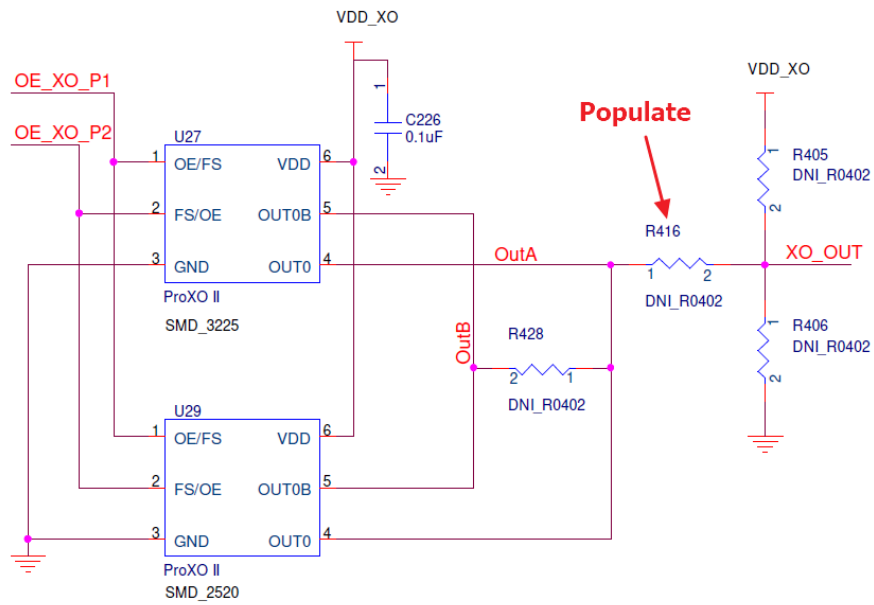 VDD_XO
OE_XO_P1
OE_XO_P2
1
C226
0.1uF
2
U27
1 OE/FS VDD 6
2 FS/OE OUT0B 5
3 GND OUT0 4
ProXO II
SMD_3225
Populate
VDD_XO
1
R405
DNI_R0402
2
R416
OutA
1 2
DNI_R0402
XO_OUT
1
R406
DNI_R0402
2
OutB
R428
2 1
DNI_R0402
U29
1 OE/FS VDD 6
2 FS/OE OUT0B 5
3 GND OUT0 4
ProXO II
SMD_2520